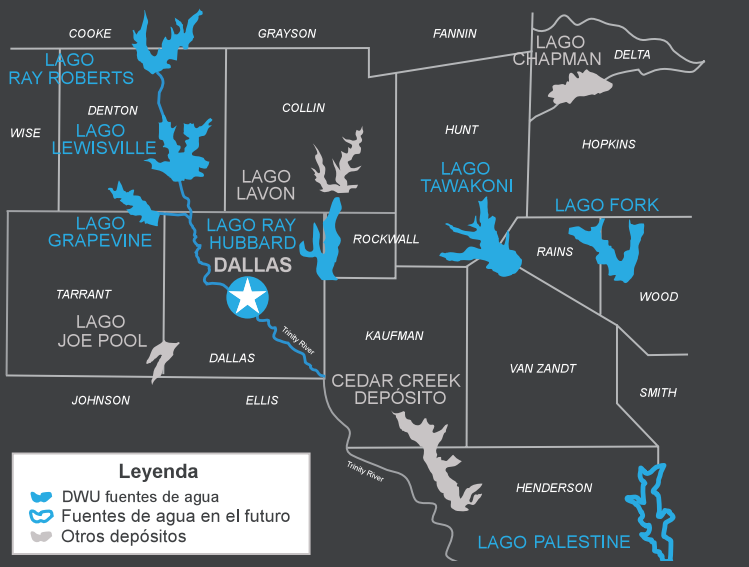 COOKE
GRAYSON
FANNIN
LAGO
CHAPMAN
DELTA
LAGO
RAY ROBERTS
DENTON
COLLIN
WISE
LAGO
LEWISVILLE
HUNT
HOPKINS
LAGO
LAVON
LAGO
TAWAKONI
LAGO
GRAPEVINE
LAGO RAY
HUBBARD
ROCKWALL
LAGO FORK
RAINS
DALLAS
TARRANT
WOOD
LAGO
JOE POOL
Trinity River
KAUFMAN
DALLAS
VAN ZANDT
CEDAR CREEK
DEPÓSITO
SMITH
JOHNSON
ELLIS
Trinity River
HENDERSON
LAGO PALESTINE
Leyenda
DWU fuentes de agua
Fuentes de agua en el futuro
Otros depósitos